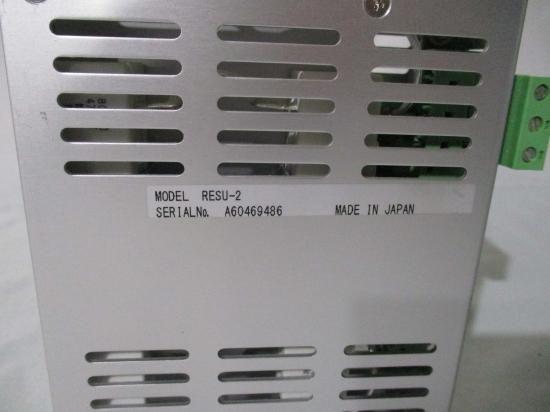 MODEL RESU-2
SERIALNo. A60469486 MADE IN JAPAN